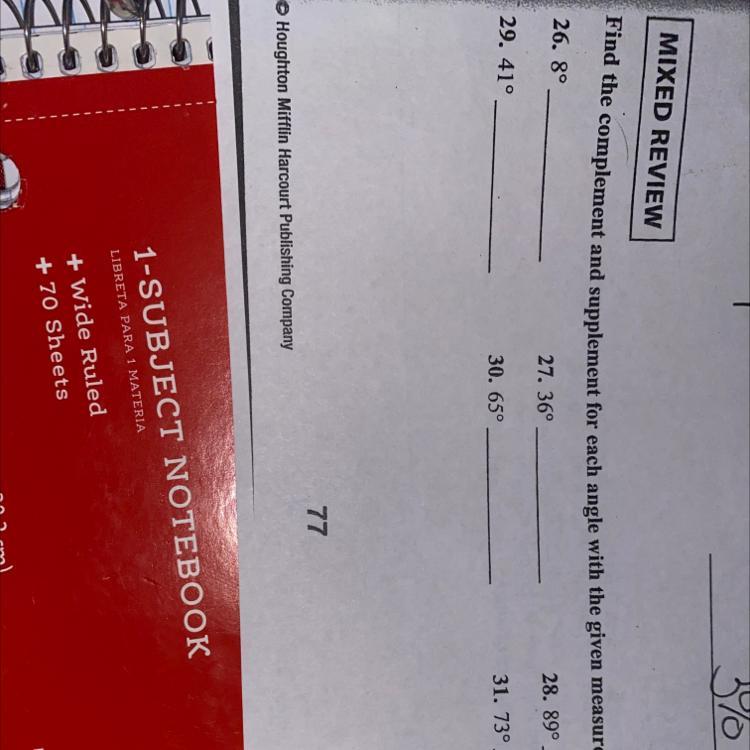 MIXED REVIEW
Find the complement and supplement for each angle with the given
26. 8° 27. 36° 28. 89°
29. 41° 30. 65° 31. 73°
© Houghton Mifflin Harcourt Publishing Company
77
1-SUBJECT NOTEBOOK
LIBRETA PARA 1 MATERIA
+ Wide Ruled
+ 70 Sheets